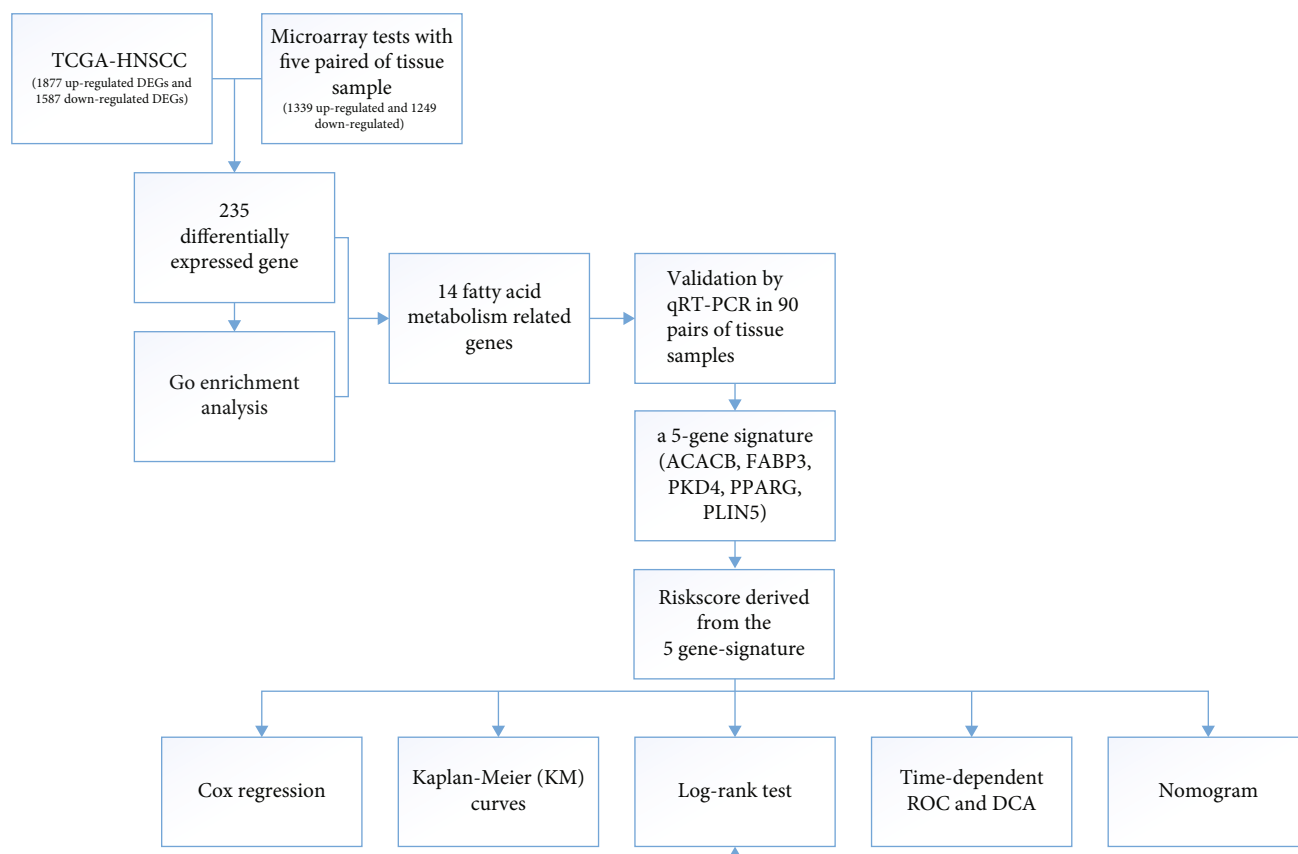 TCGA-HNSCC
(1877 up-regulated DEGs and
1587 down-regulated DEGs)
Microarray tests with
five paired of tissue
sample
(1339 up-regulated and 1249
down-regulated)
235
differentially
expressed gene
Go enrichment
analysis
14 fatty acid
metabolism related
genes
Validation by
qRT-PCR in 90
pairs of tissue
samples
a 5-gene signature
(ACACB, FABP3,
PKD4, PPARG,
PLIN5)
Riskscore derived
from the
5 gene-signature
Cox regression
Kaplan-Meier (KM)
curves
Log-rank test
Time-dependent
ROC and DCA
Nomogram